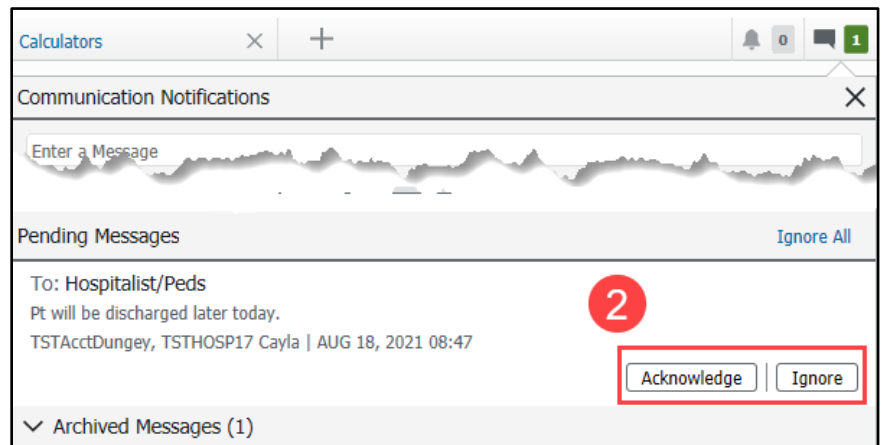 Calculators
0
1
Communication Notifications
Enter a Message
Pending Messages
Ignore All
To: Hospitalist/Peds
Pt will be discharged later today.
2
TSTAcctDungey, TSTHOSP17 Cayla | AUG 18, 2021 08:47
Acknowledge | Ignore
Archived Messages (1)